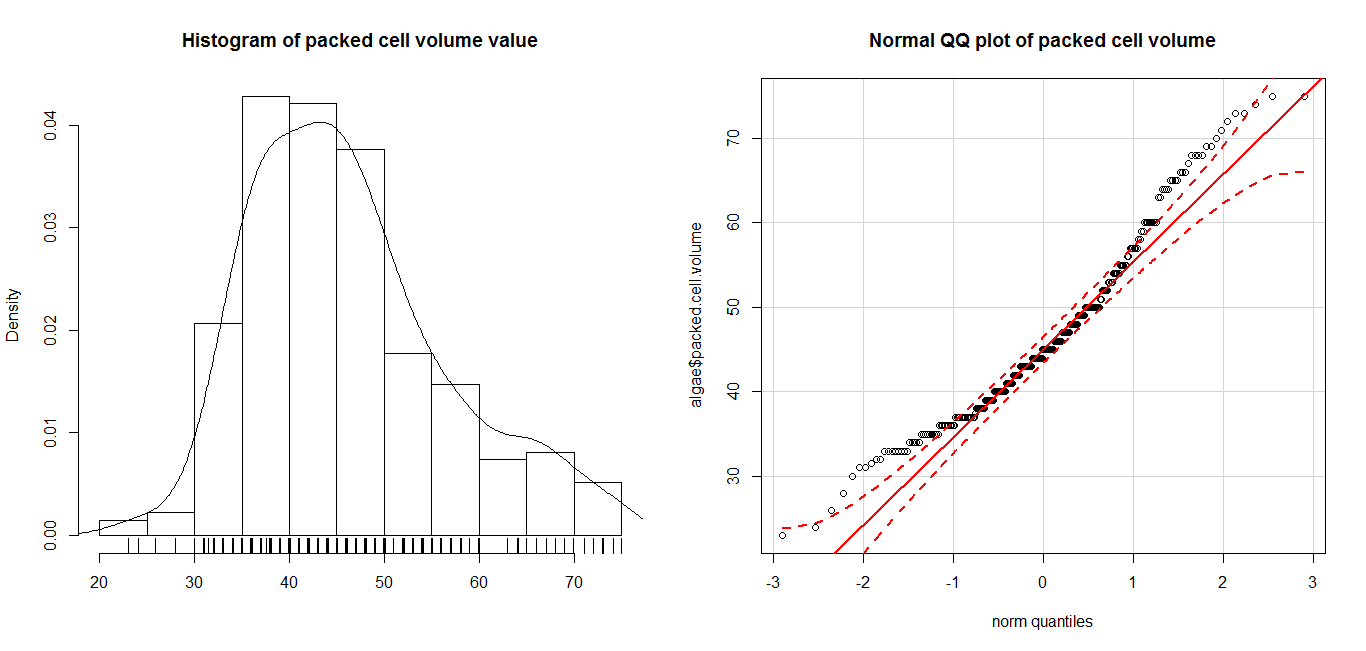 Histogram of packed cell volume value
Density
0.00
0.01
0.02
0.03
0.04
20 30 40 50 60 70
Normal QQ plot of packed cell volume
algae$packed.cell.volume
30
40
50
60
70
-3 -2 -1 0 1 2 3
norm quantiles